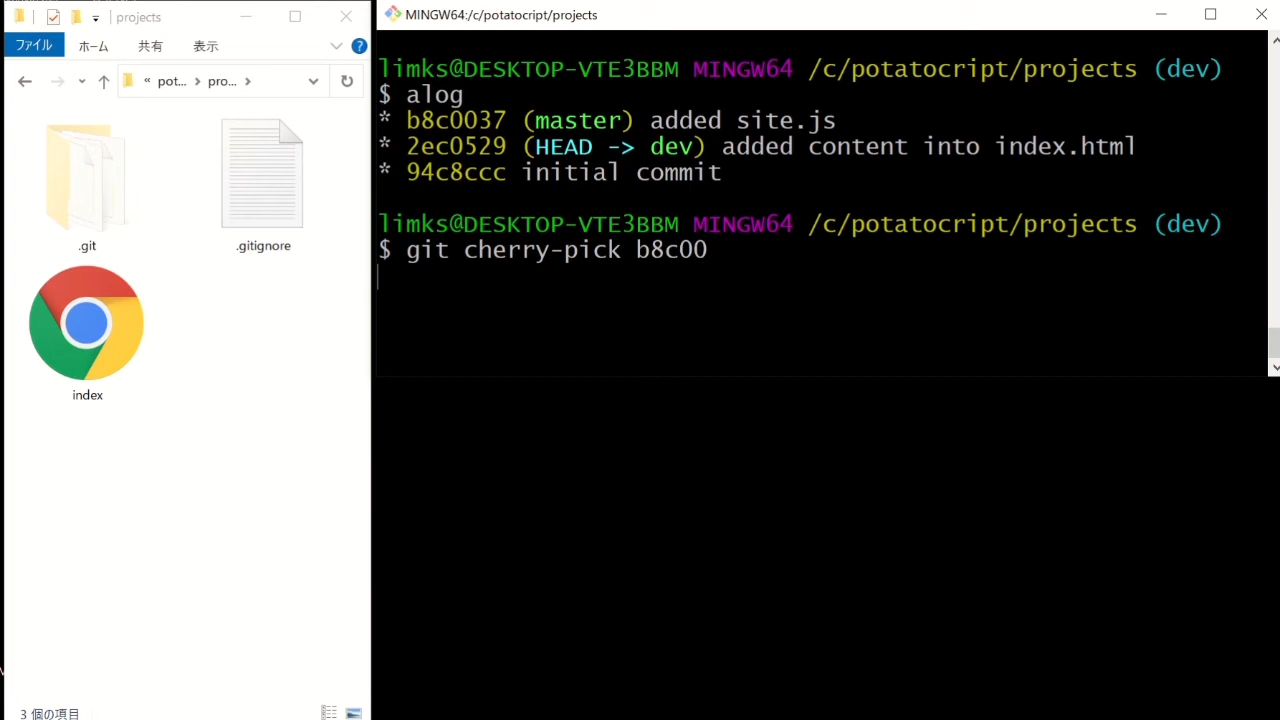 projects
ファイル
ホーム
共有
表示
« pot... › pro... ›
.git
.gitignore
index
3 個の項目
MINGW64:/c/potatocript/projects
limks@DESKTOP-VTE3BBM MINGW64 /c/potatocript/projects (dev)
$ alog
* b8c0037 (master) added site.js
* 2ec0529 (HEAD -> dev) added content into index.html
* 94c8ccc initial commit
limks@DESKTOP-VTE3BBM MINGW64 /c/potatocript/projects (dev)
$ git cherry-pick b8c00